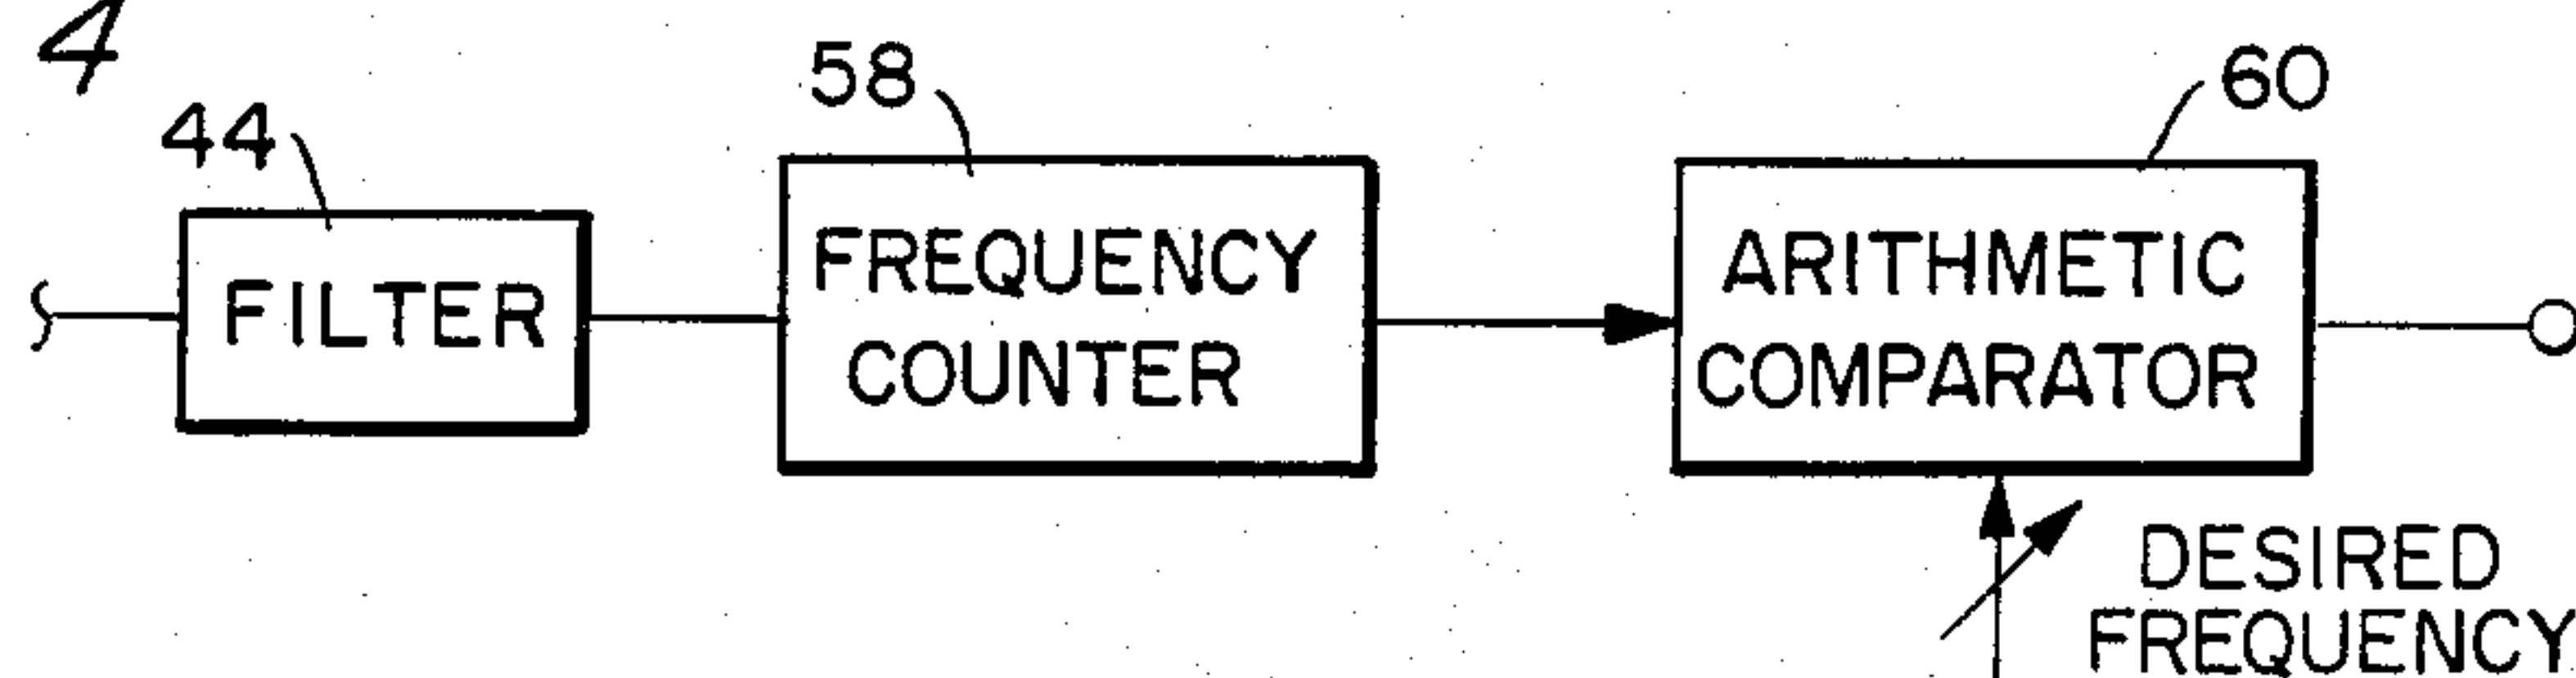 4
58
60
44
FILTER
FREQUENCY
COUNTER
ARITHMETIC
COMPARATOR
DESIRED
FREQUENCY